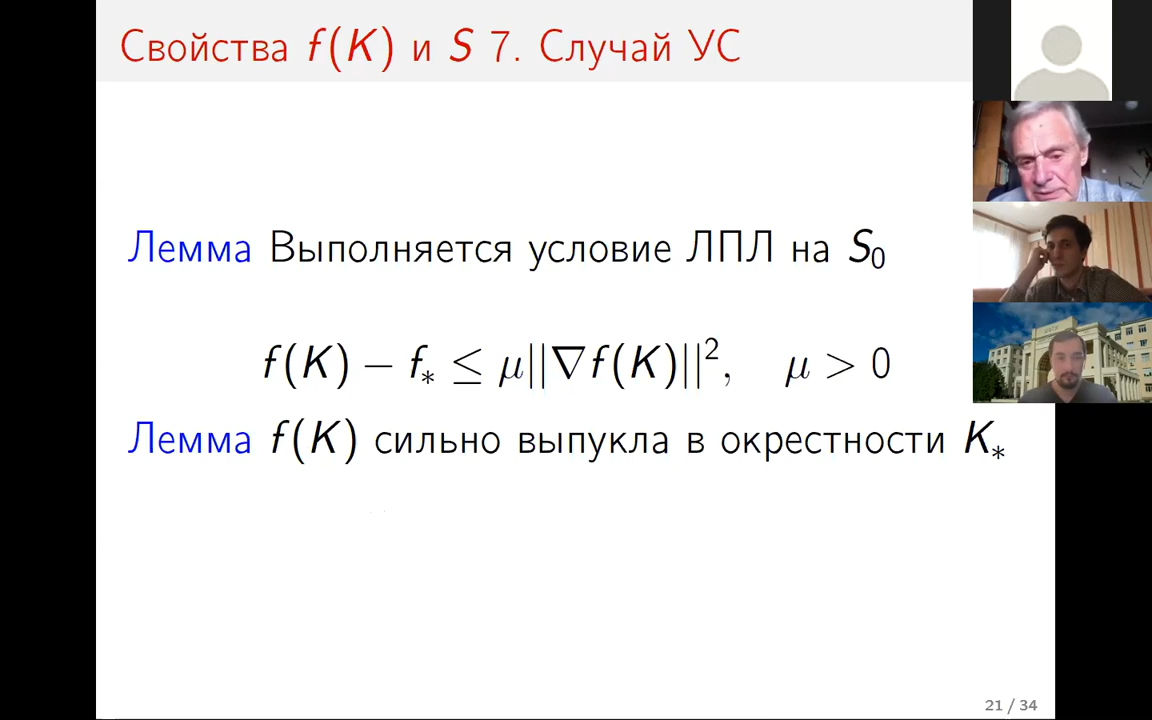 Свойства f(K) и S 7. Случай УС
Лемма Выполняется условие ЛПЛ на S₀
f(K) − f∗ ≤ μ||∇f(K)||², μ > 0
Лемма f(K) сильно выпукла в окрестности K∗
21 / 34